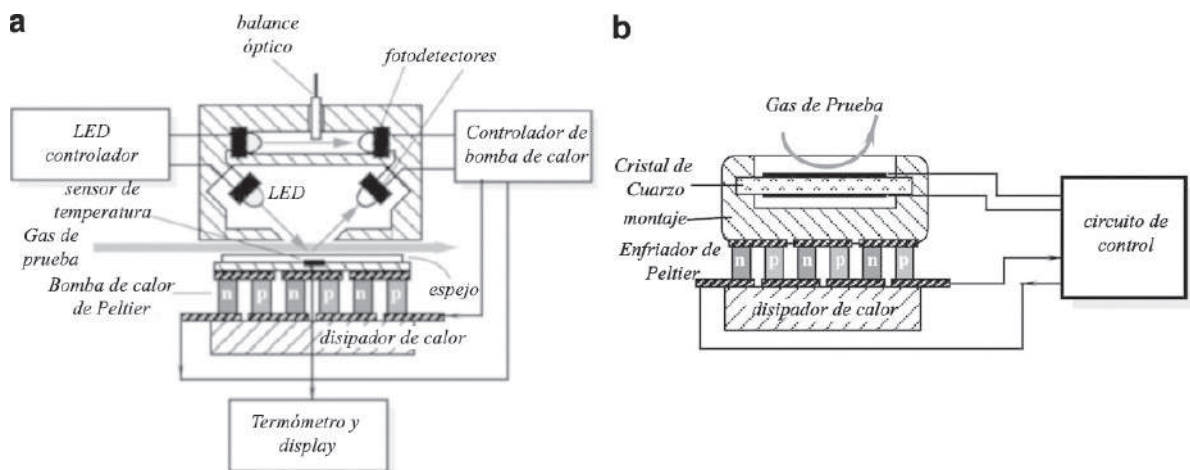 a
balance
óptico
fotodetectores
LED
controlador
Controlador de
bomba de calor
sensor de
temperatura
LED
Gas de
prueba
Bomba de calor
de Peltier
n p n p n p
espejo
disipador de calor
Termómetro y
display
b
Gas de Prueba
Cristal de
Cuarzo
montaje
Enfriador de
Peltier
n p n p n p
disipador de calor
circuito de
control